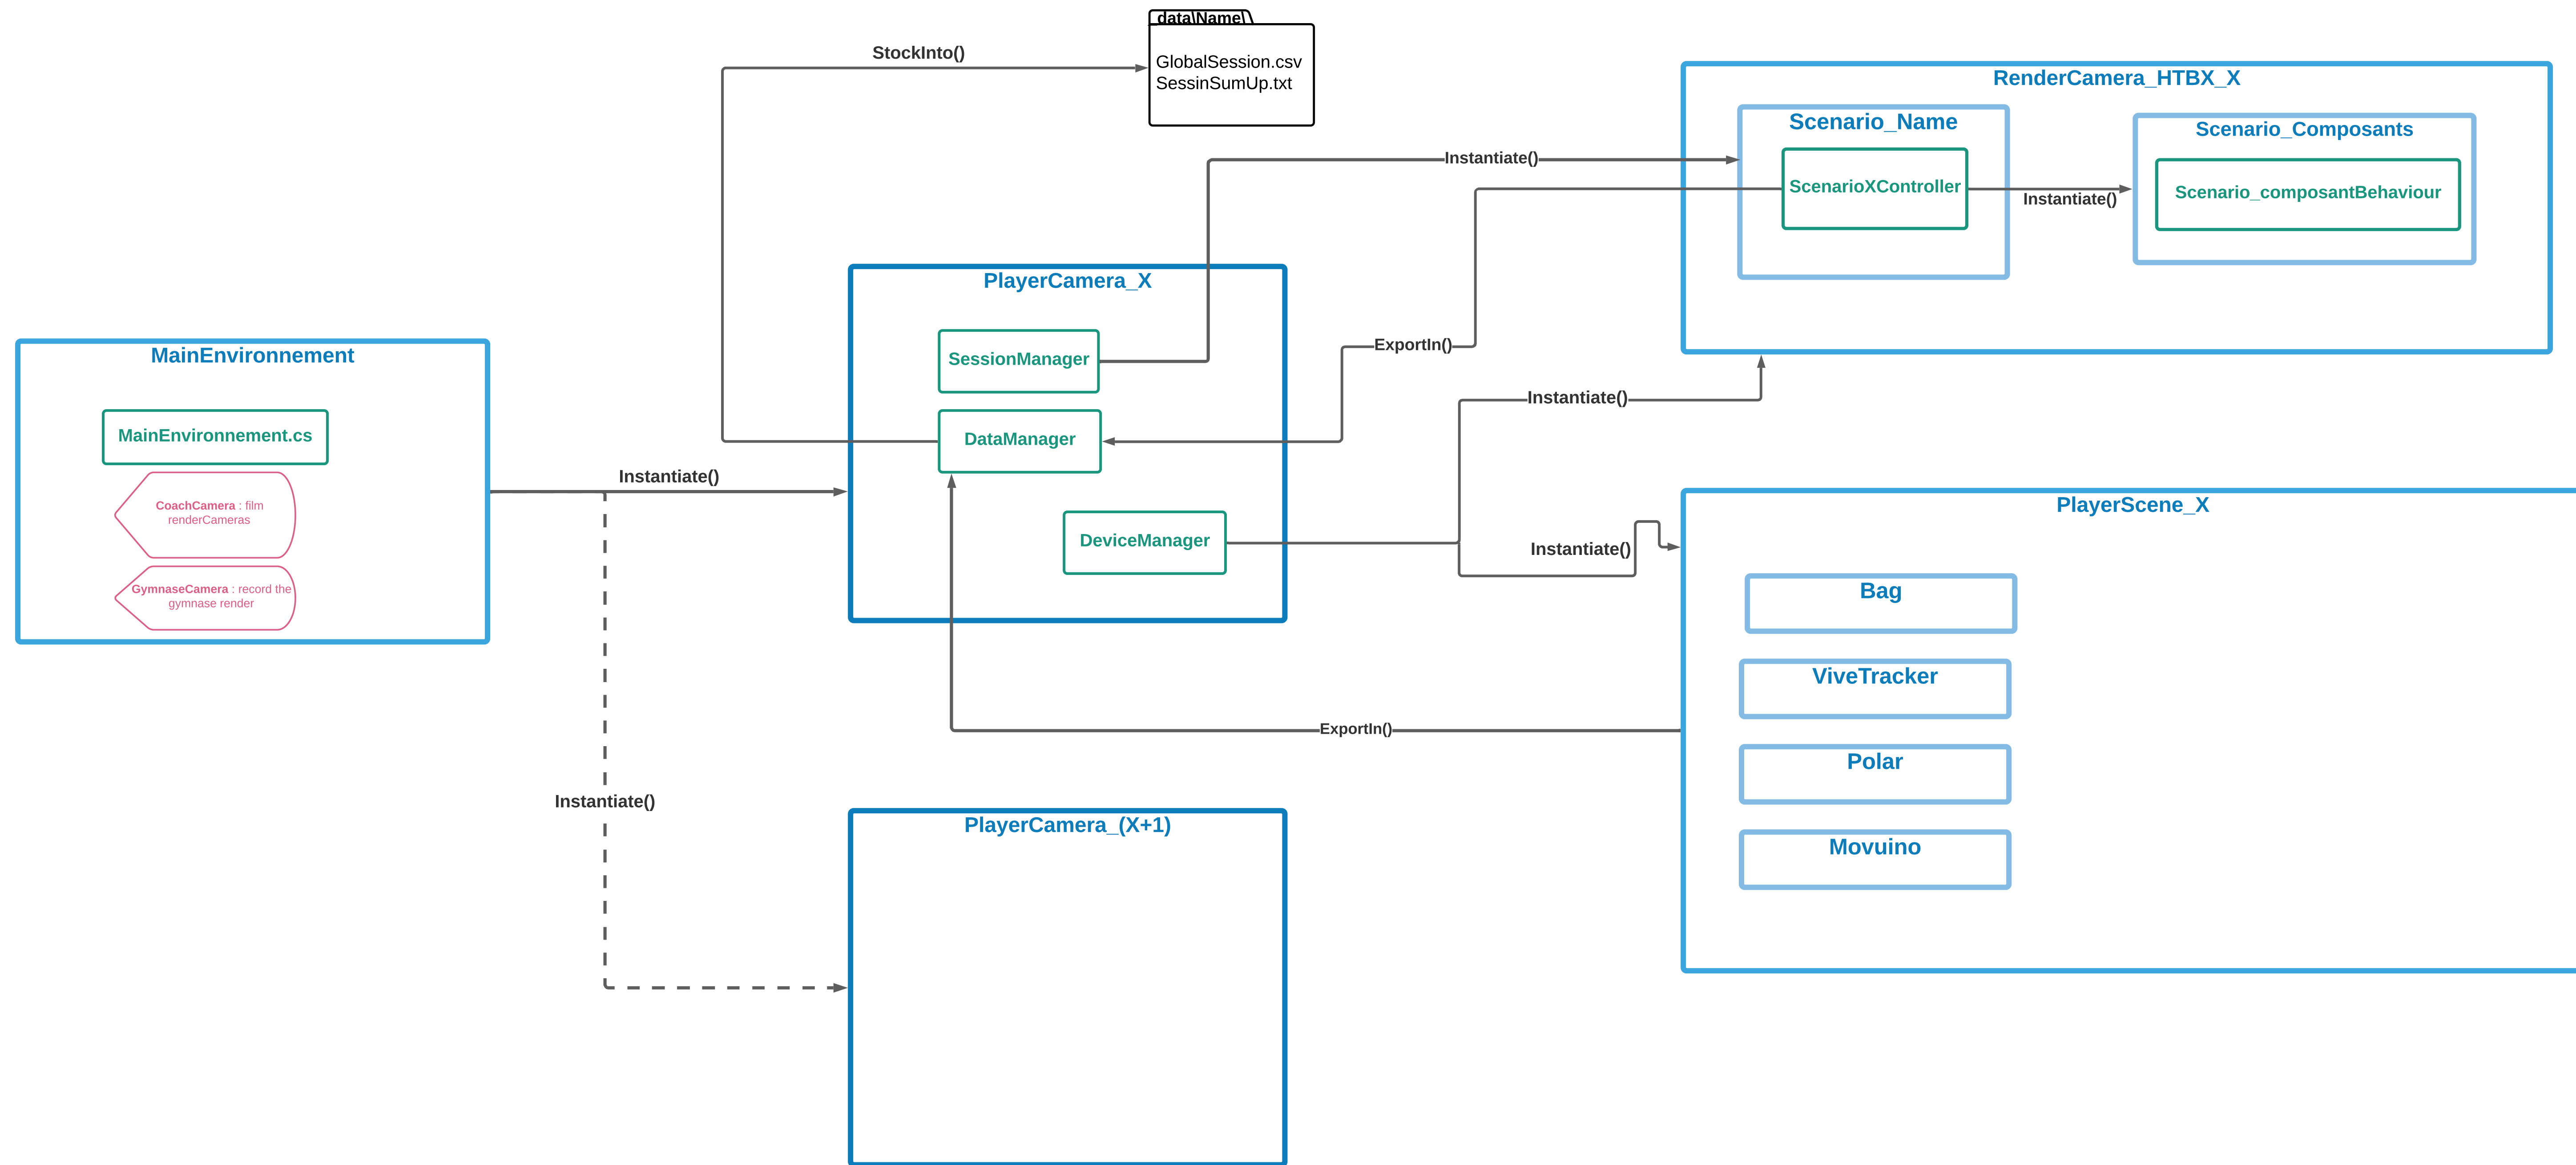 _data\Name\
GlobalSession.csv
SessinSumUp.txt
StockInto()
RenderCamera_HTBX_X
Scenario_Name
ScenarioXController
Instantiate()
Scenario_Composants
Scenario_composantBehaviour
Instantiate()
PlayerCamera_X
SessionManager
DataManager
DeviceManager
ExportIn()
Instantiate()
Instantiate()
MainEnvironnement
MainEnvironnement.cs
CoachCamera : film
renderCameras
GymnaseCamera : record the
gymnase render
Instantiate()
PlayerScene_X
Bag
ViveTracker
Polar
Movuino
ExportIn()
Instantiate()
PlayerCamera_(X+1)